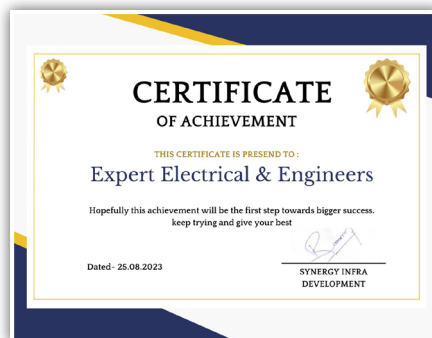 CERTIFICATE
OF ACHIEVEMENT
THIS CERTIFICATE IS PRESEND TO :
Expert Electrical & Engineers
Hopefully this achievement will be the first step towards bigger success.
keep trying and give your best
Dated- 25.08.2023
SYNERGY INFRA
DEVELOPMENT